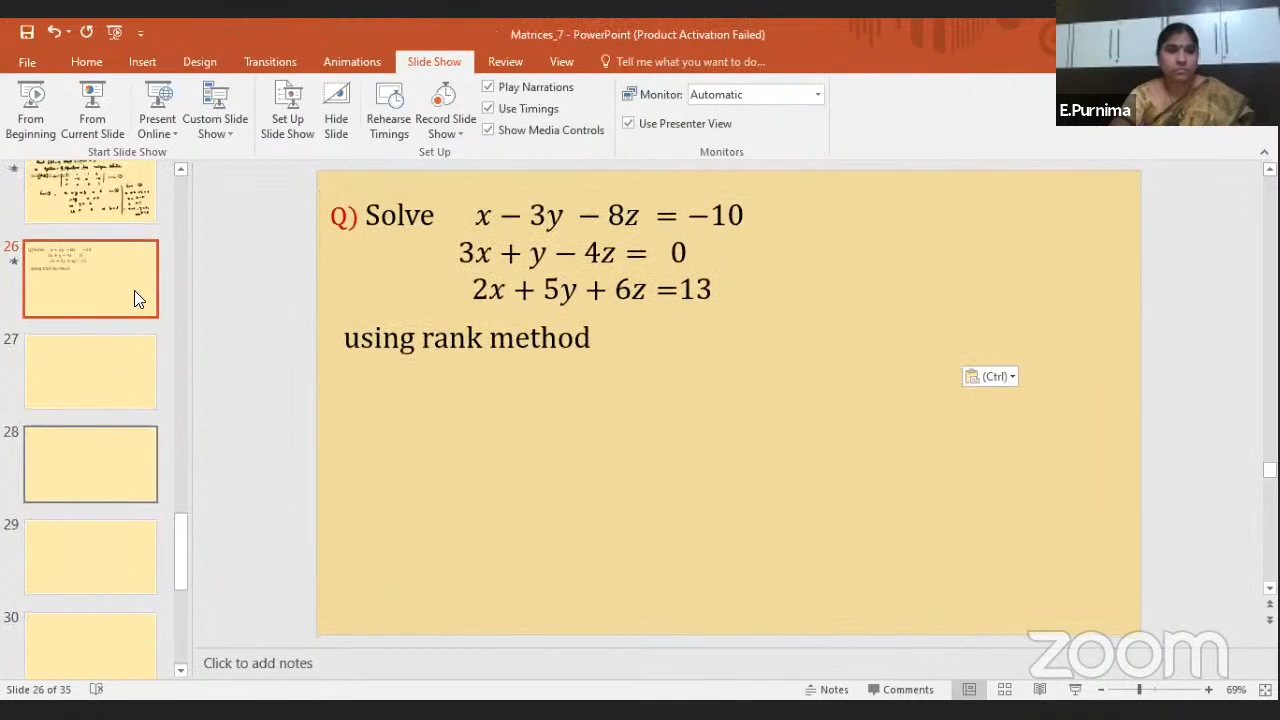 Matrices_7 - PowerPoint (Product Activation Failed)
File Home Insert Design Transitions Animations Slide Show Review View Tell me what you want to do...
From Beginning
From Current Slide
Present Online
Custom Slide Show
Start Slide Show
Set Up Slide Show
Hide Slide
Rehearse Timings
Record Slide Show
Play Narrations
Use Timings
Show Media Controls
Set Up
Monitor: Automatic
Use Presenter View
Monitors
E.Purnima
26
27
28
29
30
Q) Solve x − 3y − 8z = −10
3x + y − 4z = 0
2x + 5y + 6z =13
using rank method
(Ctrl)
Click to add notes
zoom
Slide 26 of 35 Notes Comments 69%